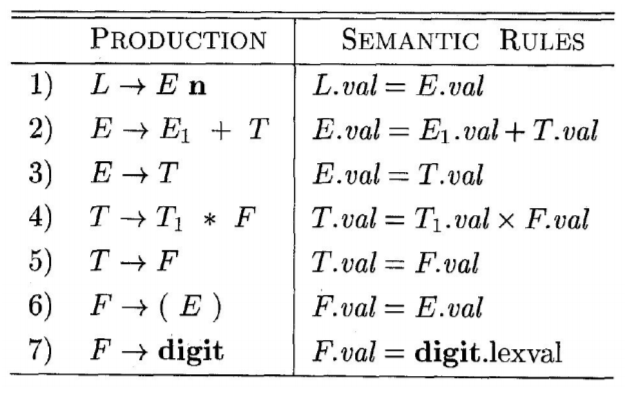 PRODUCTION SEMANTIC RULES
1) L → E n L.val = E.val
2) E → E₁ + T E.val = E₁.val + T.val
3) E → T E.val = T.val
4) T → T₁ * F T.val = T₁.val × F.val
5) T → F T.val = F.val
6) F → ( E ) F.val = E.val
7) F → digit F.val = digit.lexval